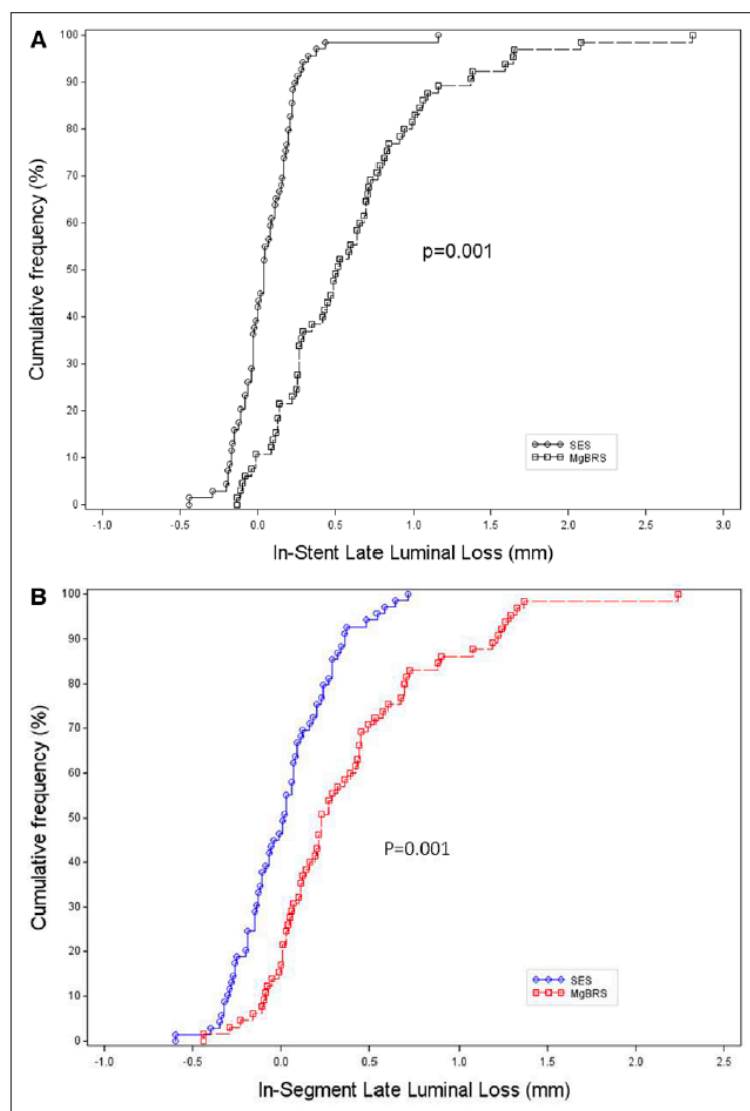 A
Cumulative frequency (%)
100
90
80
70
60
50
40
30
20
10
0
p=0.001
SES
MgBRS
-1.0 -0.5 0.0 0.5 1.0 1.5 2.0 2.5 3.0
In-Stent Late Luminal Loss (mm)
B
Cumulative frequency (%)
100
90
80
70
60
50
40
30
20
10
0
P=0.001
SES
MgBRS
-1.0 -0.5 0.0 0.5 1.0 1.5 2.0 2.5
In-Segment Late Luminal Loss (mm)